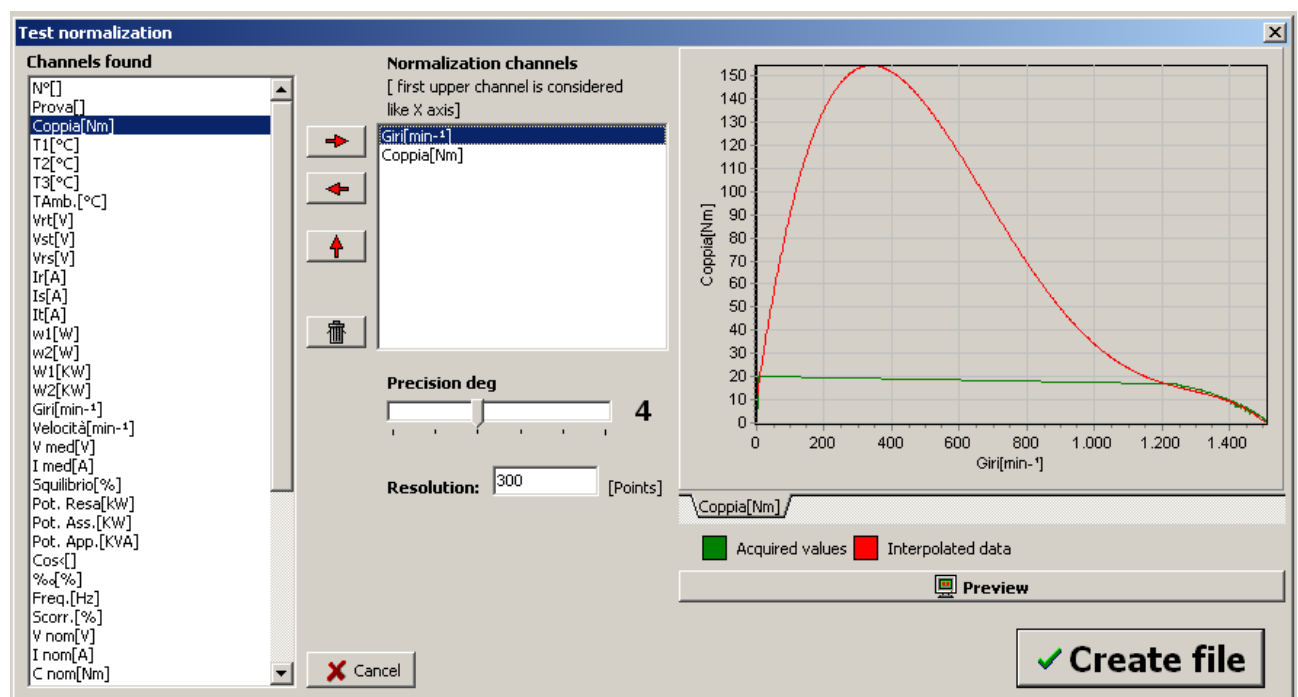 Test normalization
Channels found
N°[]
Prova[]
Coppia[Nm]
T1[°C]
T2[°C]
T3[°C]
TAmb.[°C]
Vrt[V]
Vst[V]
Vrs[V]
Ir[A]
Is[A]
It[A]
w1[W]
w2[W]
W1[KW]
W2[KW]
Giri[min-¹]
Velocità[min-¹]
V med[V]
I med[A]
Squilibrio[%]
Pot. Resa[kW]
Pot. Ass.[KW]
Pot. App.[KVA]
Cos<[]
‰[%]
Freq.[Hz]
Scorr.[%]
V nom[V]
I nom[A]
C nom[Nm]
Normalization channels
[ first upper channel is considered
like X axis]
Giri[min-¹]
Coppia[Nm]
Precision deg
4
Resolution: 300 [Points]
Cancel
150
140
130
120
110
100
90
80
70
60
50
40
30
20
10
0
Coppia[Nm]
0 200 400 600 800 1.000 1.200 1.400
Giri[min-¹]
Coppia[Nm]
Acquired values Interpolated data
Preview
Create file